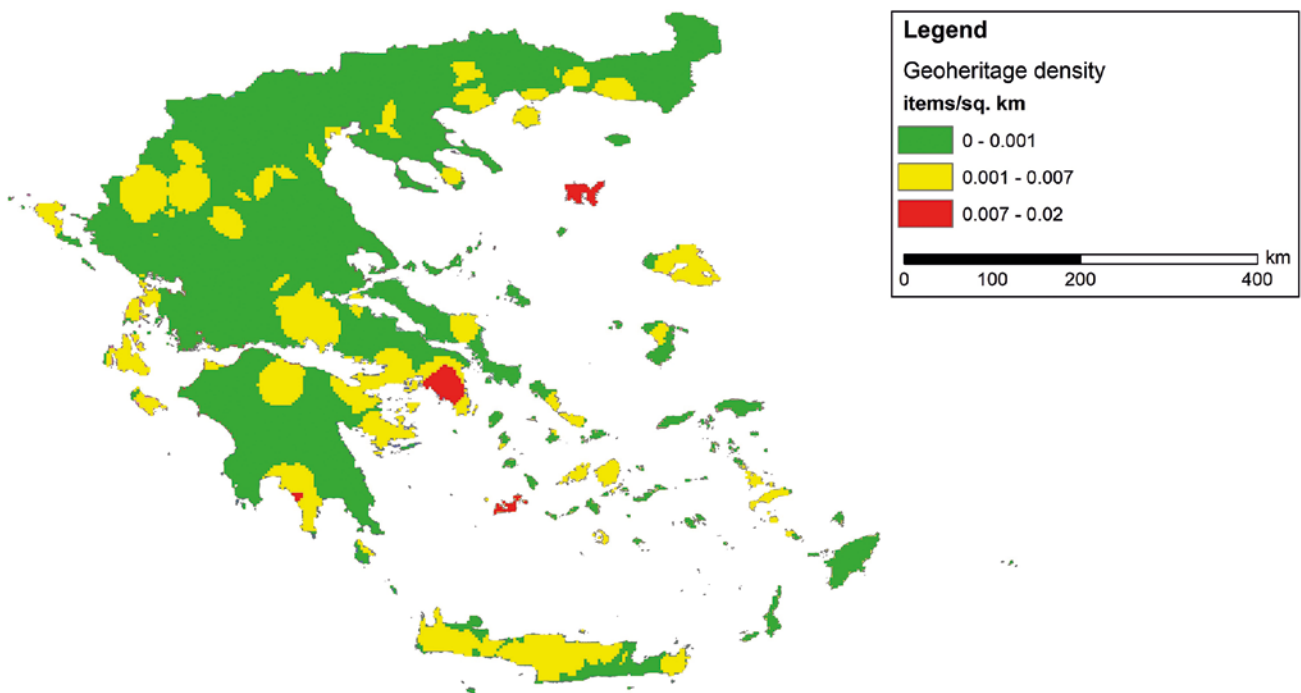 Legend
Geoheritage density
items/sq. km
0 - 0.001
0.001 - 0.007
0.007 - 0.02
km
0 100 200 400